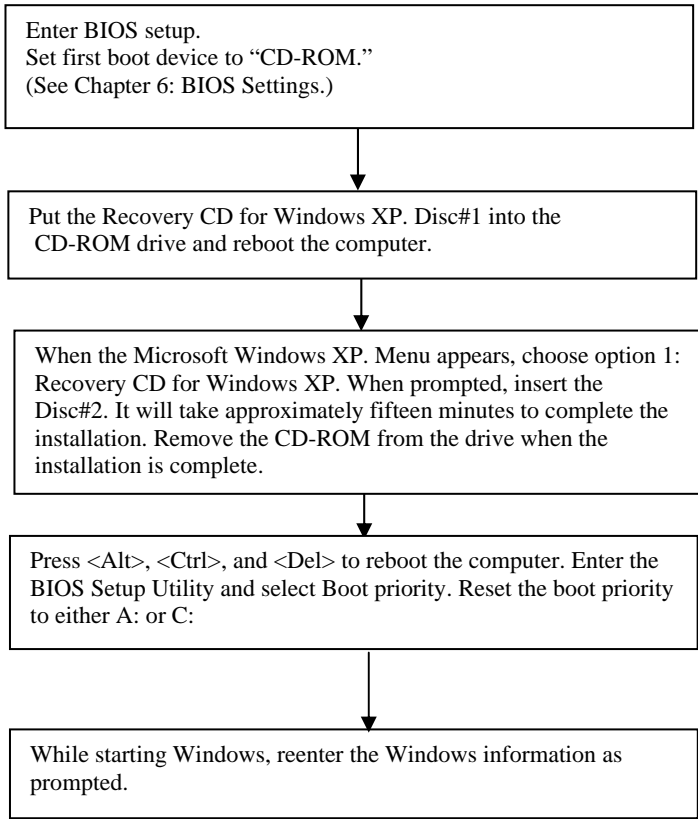 Enter BIOS setup.
Set first boot device to “CD-ROM.”
(See Chapter 6: BIOS Settings.)
Put the Recovery CD for Windows XP. Disc#1 into the
CD-ROM drive and reboot the computer.
When the Microsoft Windows XP. Menu appears, choose option 1:
Recovery CD for Windows XP. When prompted, insert the
Disc#2. It will take approximately fifteen minutes to complete the
installation. Remove the CD-ROM from the drive when the
installation is complete.
Press <Alt>, <Ctrl>, and <Del> to reboot the computer. Enter the
BIOS Setup Utility and select Boot priority. Reset the boot priority
to either A: or C:
While starting Windows, reenter the Windows information as
prompted.